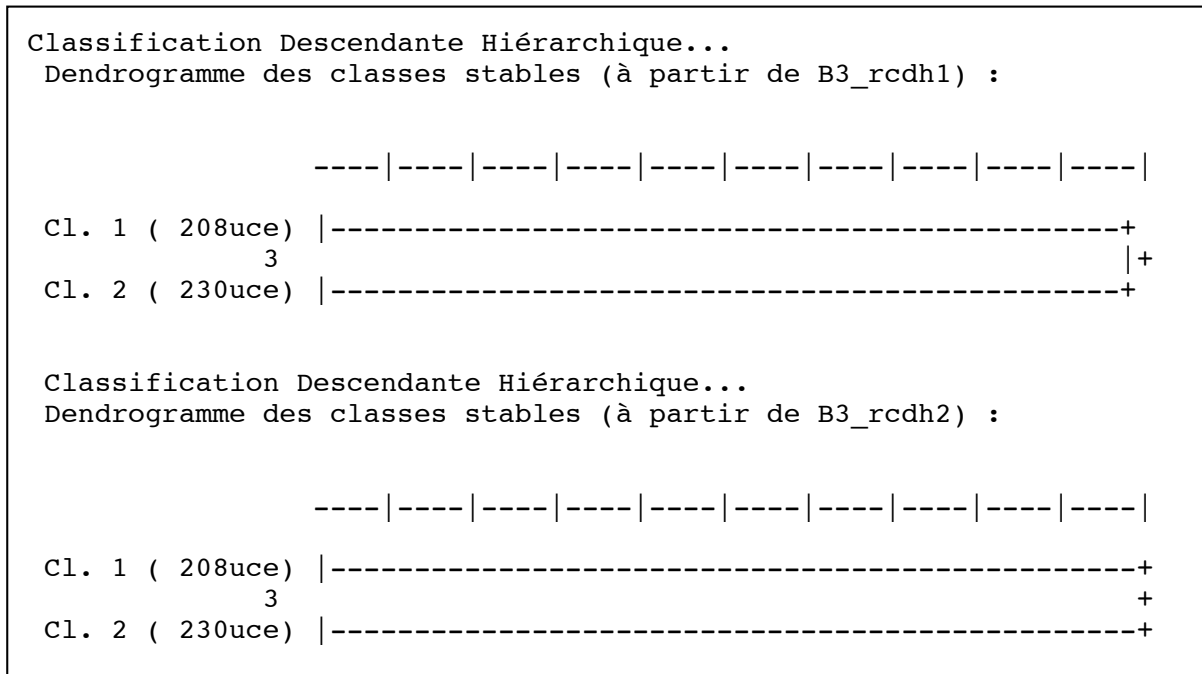 Classification Descendante Hiérarchique...
Dendrogramme des classes stables (à partir de B3_rcdh1) :
----|----|----|----|----|----|----|----|----|----|
Cl. 1 ( 208uce) |-----------------------------------------------+
3 |+
Cl. 2 ( 230uce) |-----------------------------------------------+
Classification Descendante Hiérarchique...
Dendrogramme des classes stables (à partir de B3_rcdh2) :
----|----|----|----|----|----|----|----|----|----|
Cl. 1 ( 208uce) |------------------------------------------------+
3 +
Cl. 2 ( 230uce) |------------------------------------------------+